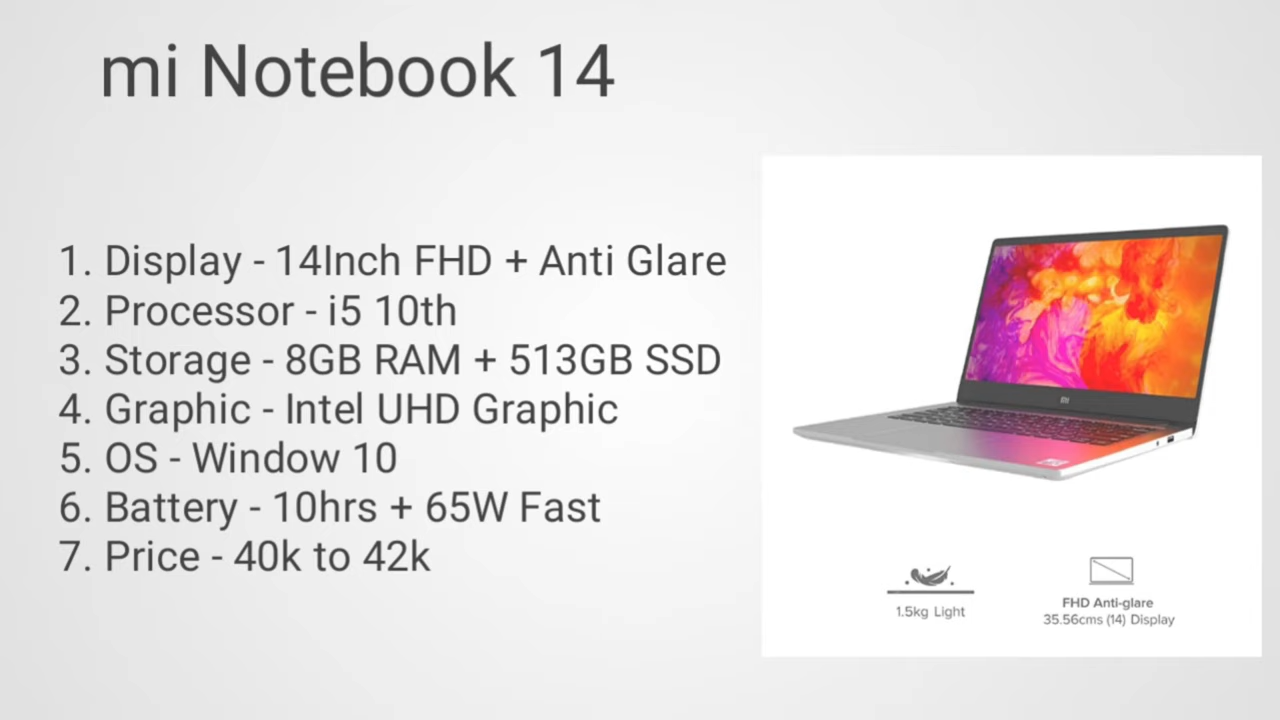 mi Notebook 14
1. Display - 14Inch FHD + Anti Glare
2. Processor - i5 10th
3. Storage - 8GB RAM + 513GB SSD
4. Graphic - Intel UHD Graphic
5. OS - Window 10
6. Battery - 10hrs + 65W Fast
7. Price - 40k to 42k
mi
1.5kg Light
FHD Anti-glare
35.56cms (14) Display